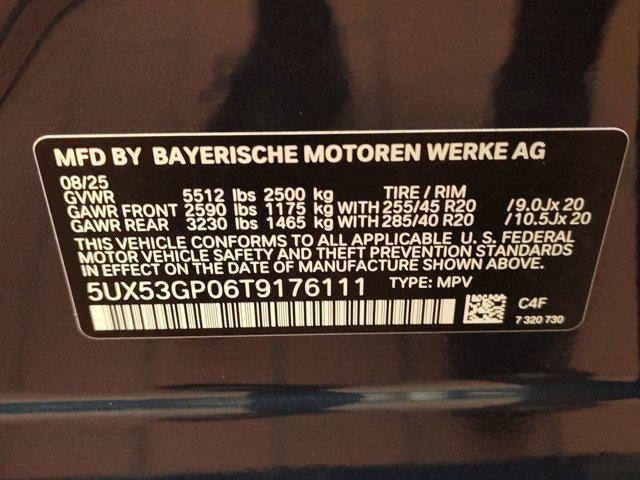 MFD BY BAYERISCHE MOTOREN WERKE AG
08/25
GVWR 5512 lbs 2500 kg TIRE / RIM
GAWR FRONT 2590 lbs 1175 kg WITH 255/45 R20 /9.0Jx20
GAWR REAR 3230 lbs 1465 kg WITH 285/40 R20 /10.5Jx20
THIS VEHICLE CONFORMS TO ALL APPLICABLE U. S. FEDERAL
MOTOR VEHICLE SAFETY AND THEFT PREVENTION STANDARDS
IN EFFECT ON THE DATE OF MANUFACTURE SHOWN ABOVE.
5UX53GP06T9176111 TYPE: MPV
C4F
7 320 730